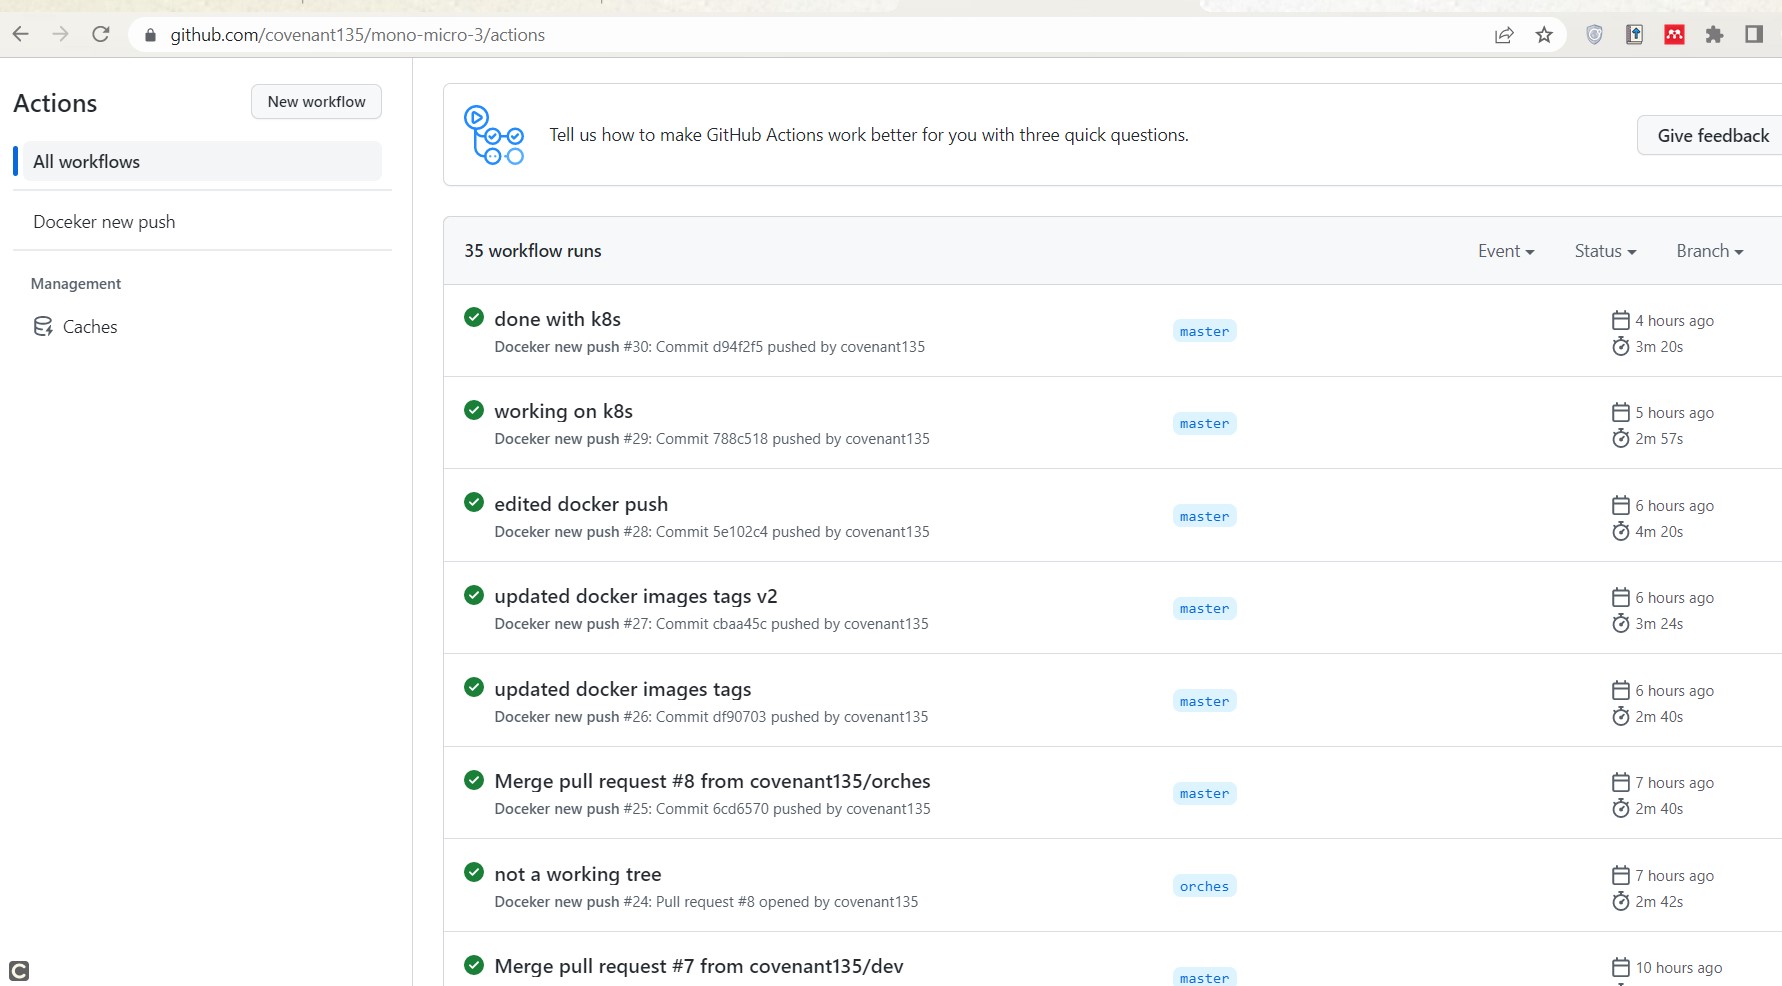 github.com/covenant135/mono-micro-3/actions
Actions
New workflow
All workflows
Doceker new push
Management
Caches
Tell us how to make GitHub Actions work better for you with three quick questions.
Give feedback
35 workflow runs
Event
Status
Branch
done with k8s
Doceker new push #30: Commit d94f2f5 pushed by covenant135
master
4 hours ago
3m 20s
working on k8s
Doceker new push #29: Commit 788c518 pushed by covenant135
master
5 hours ago
2m 57s
edited docker push
Doceker new push #28: Commit 5e102c4 pushed by covenant135
master
6 hours ago
4m 20s
updated docker images tags v2
Doceker new push #27: Commit cbaa45c pushed by covenant135
master
6 hours ago
3m 24s
updated docker images tags
Doceker new push #26: Commit df90703 pushed by covenant135
master
6 hours ago
2m 40s
Merge pull request #8 from covenant135/orches
Doceker new push #25: Commit 6cd6570 pushed by covenant135
master
7 hours ago
2m 40s
not a working tree
Doceker new push #24: Pull request #8 opened by covenant135
orches
7 hours ago
2m 42s
Merge pull request #7 from covenant135/dev
master
10 hours ago
C